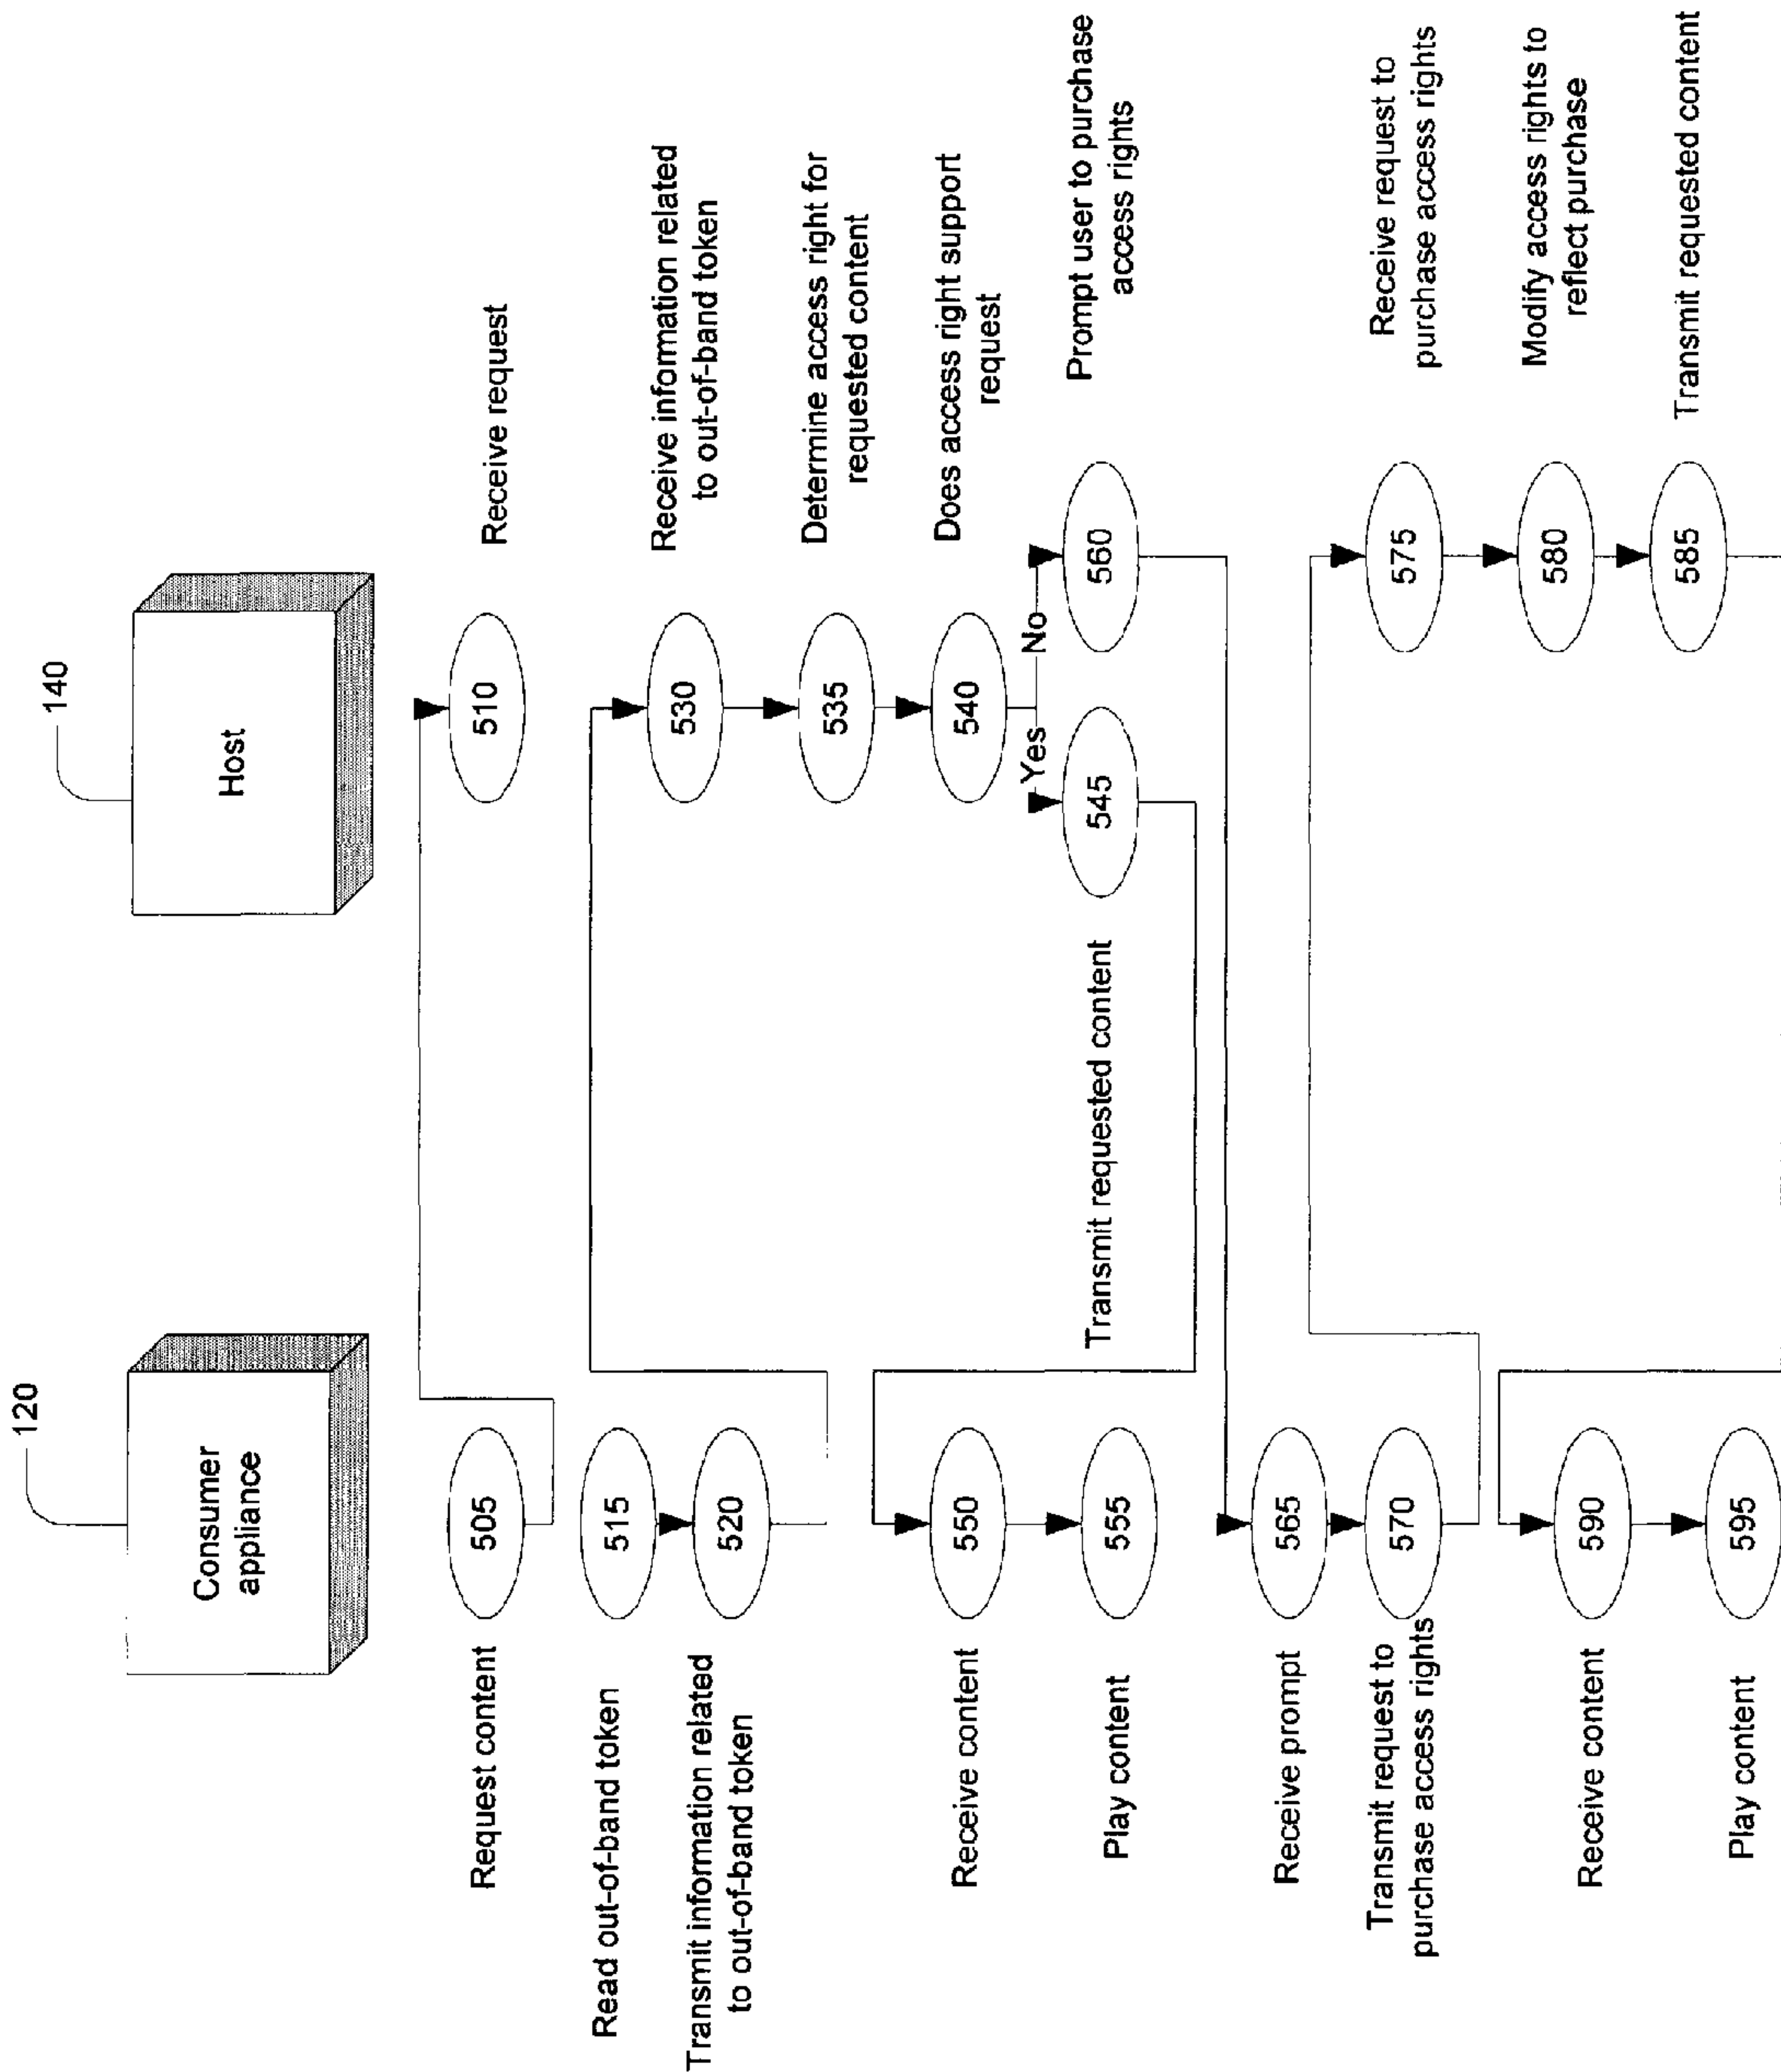 120
Consumer
appliance
140
Host
Request content
505
510
Receive request
Read out-of-band token
515
Transmit information related
to out-of-band token
520
530
Receive information related
to out-of-band token
535
Determine access right for
requested content
540
Does access right support
request
Yes
No
Transmit requested content
545
560
Prompt user to purchase
access rights
Receive content
550
Play content
555
Receive prompt
565
Transmit request to
purchase access rights
570
575
Receive request to
purchase access rights
580
Modify access rights to
reflect purchase
585
Transmit requested content
Receive content
590
Play content
595